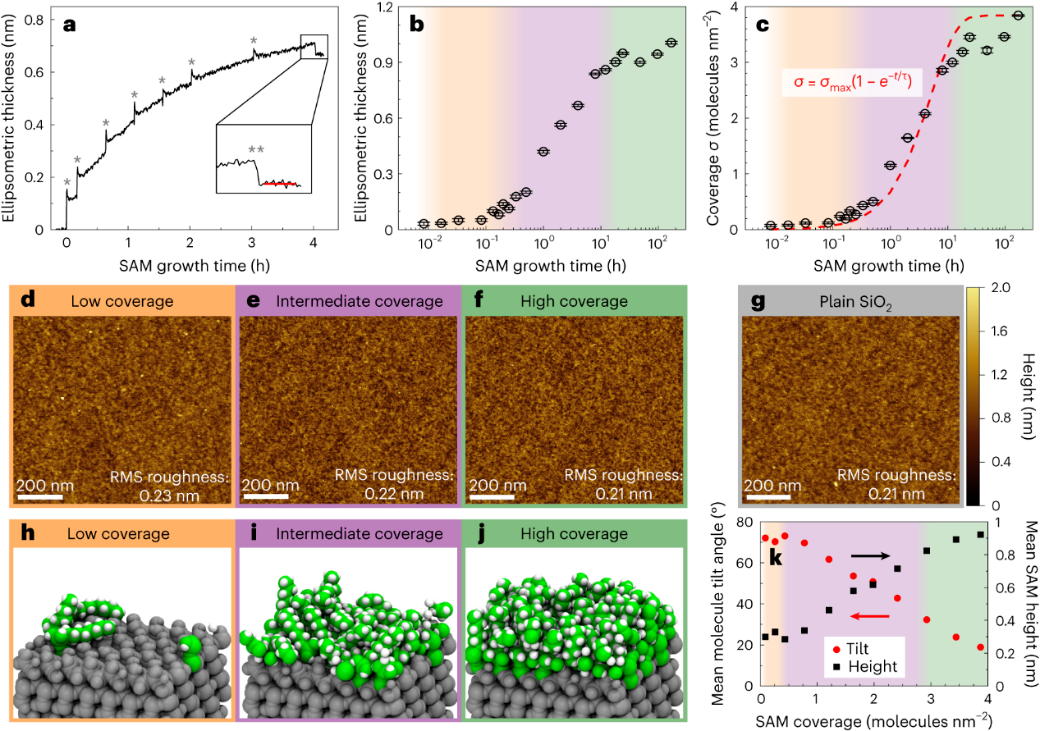 a
Ellipsometric thickness (nm)
0.8
0.6
0.4
0.2
0
*
*
*
*
*
*
**
0
1
2
3
4
SAM growth time (h)
b
Ellipsometric thickness (nm)
1.2
0.9
0.6
0.3
0
10⁻²
10⁻¹
10⁰
10¹
10²
SAM growth time (h)
c
Coverage σ (molecules nm⁻²)
4
3
2
1
0
σ = σmax(1 − e^−t/τ)
10⁻²
10⁻¹
10⁰
10¹
10²
SAM growth time (h)
d
Low coverage
200 nm
RMS roughness:
0.23 nm
e
Intermediate coverage
200 nm
RMS roughness:
0.22 nm
f
High coverage
200 nm
RMS roughness:
0.21 nm
g
Plain SiO₂
200 nm
RMS roughness:
0.21 nm
2.0
1.6
1.2
0.8
0.4
0
Height (nm)
h
Low coverage
i
Intermediate coverage
j
High coverage
k
Mean molecule tilt angle (°)
80
60
40
20
0
Tilt
Height
1
0.8
0.6
0.4
0.2
0
Mean SAM height (nm)
0
1
2
3
4
SAM coverage (molecules nm⁻²)